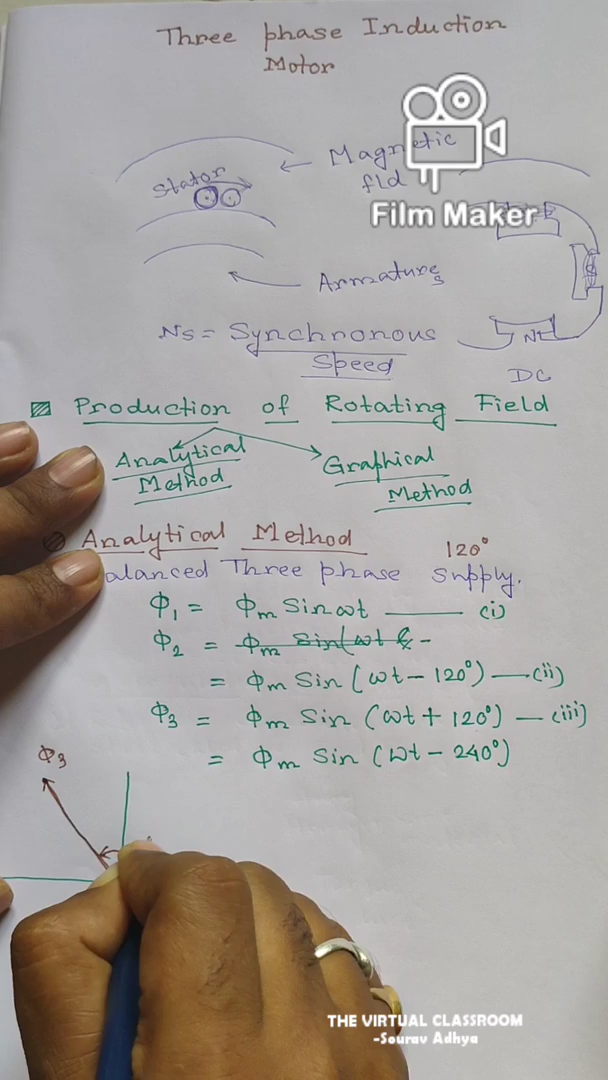 Three phase Induction
Motor
Magnetic
fld
Stator
Film Maker
Armatures
Ns = Synchronous
Speed
N
DC
Production of Rotating Field
Analytical
Method
Graphical
Method
Analytical Method
120°
alanced Three phase Supply.
Φ₁ = Φm Sin ωt —— (i)
Φ₂ = Φm Sin(ωt
= Φm Sin (ωt − 120°) — (ii)
Φ₃ = Φm Sin (ωt + 120°) — (iii)
= Φm Sin (ωt − 240°)
Φ₃
THE VIRTUAL CLASSROOM
-Sourav Adhya